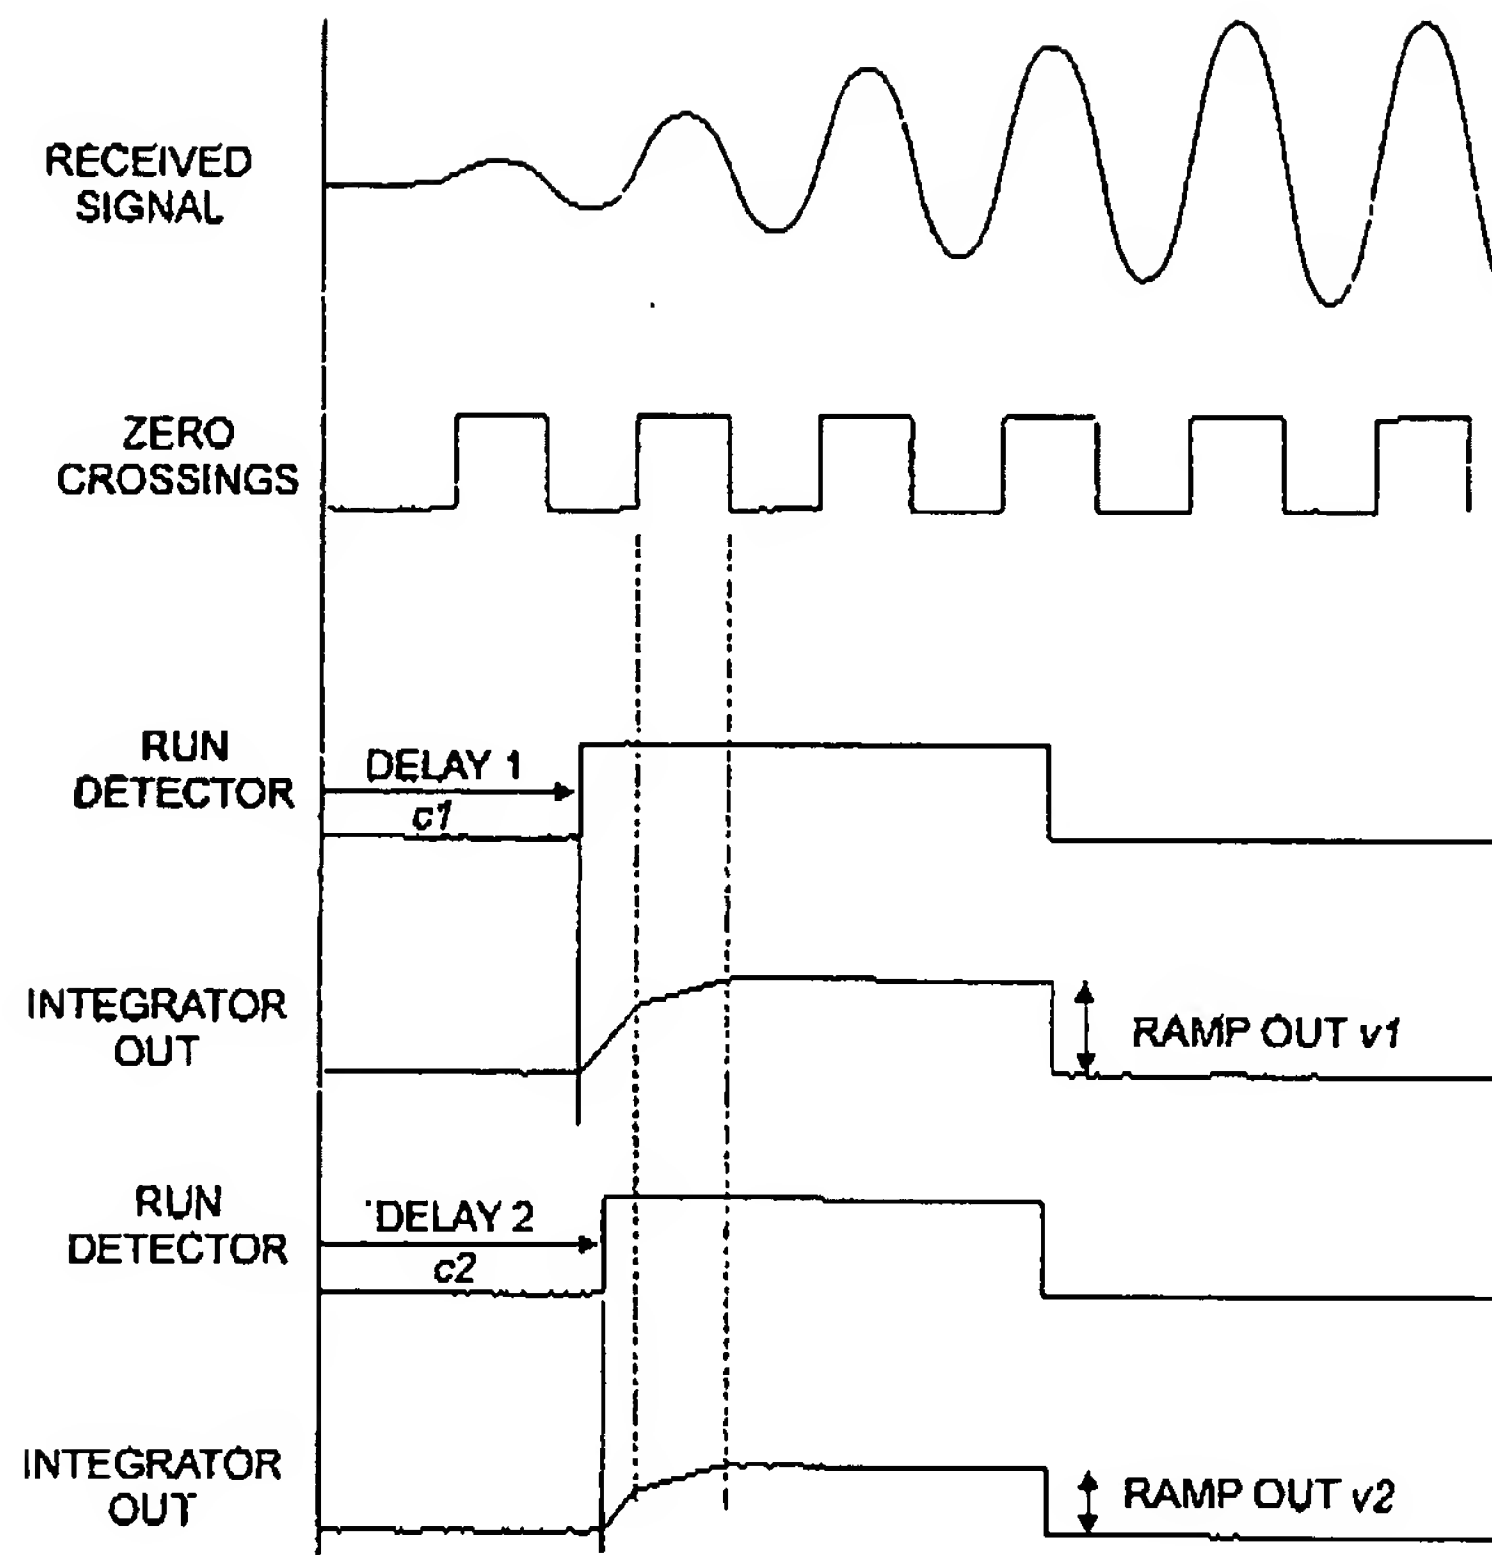 RECEIVED
SIGNAL
ZERO
CROSSINGS
RUN
DETECTOR
DELAY 1
c1
INTEGRATOR
OUT
RAMP OUT v1
RUN
DETECTOR
DELAY 2
c2
INTEGRATOR
OUT
RAMP OUT v2